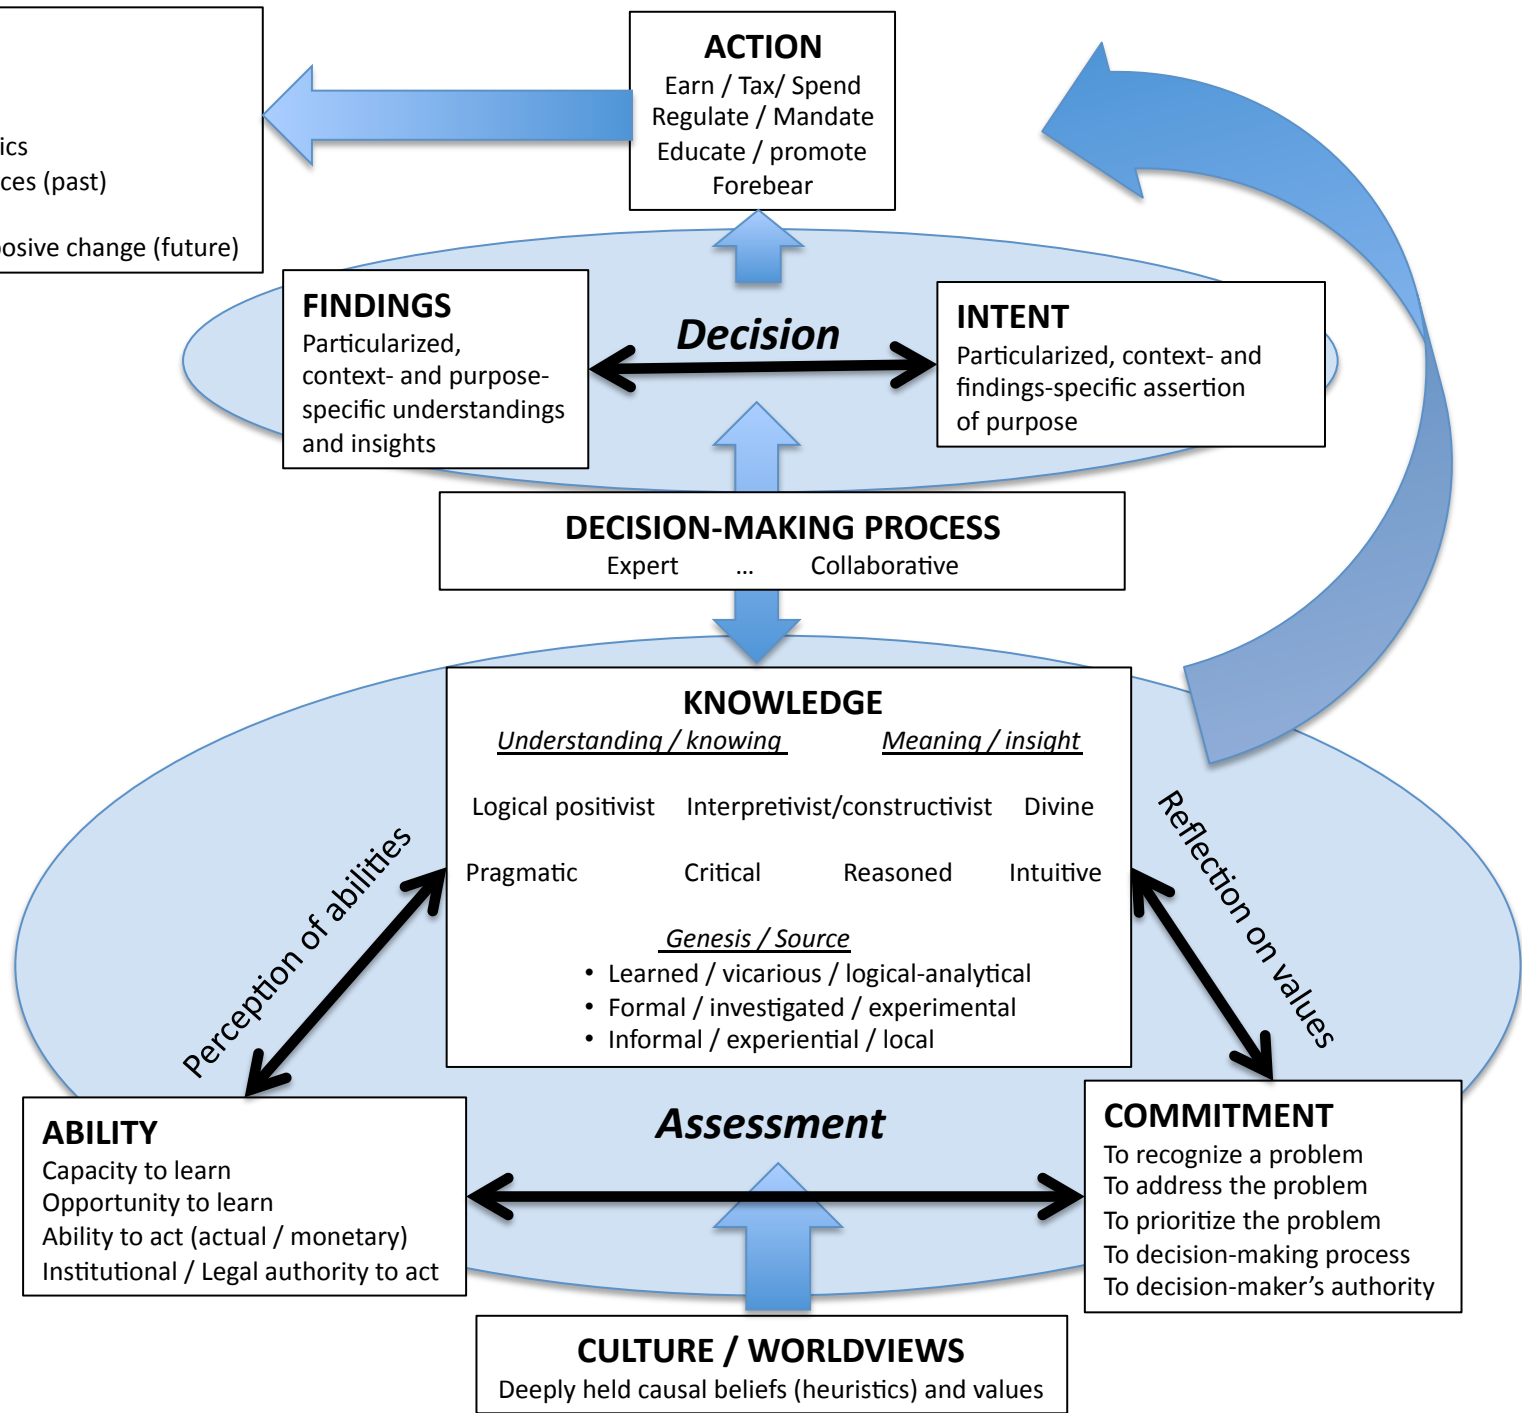 ics
ces (past)
posive change (future)
ACTION
Earn / Tax/ Spend
Regulate / Mandate
Educate / promote
Forebear
FINDINGS
Particularized,
context- and purpose-
specific understandings
and insights
Decision
INTENT
Particularized, context- and
findings-specific assertion
of purpose
DECISION-MAKING PROCESS
Expert ... Collaborative
KNOWLEDGE
Understanding / knowing Meaning / insight
Logical positivist Interpretivist/constructivist Divine
Pragmatic Critical Reasoned Intuitive
Genesis / Source
• Learned / vicarious / logical-analytical
• Formal / investigated / experimental
• Informal / experiential / local
Perception of abilities
Reflection on values
ABILITY
Capacity to learn
Opportunity to learn
Ability to act (actual / monetary)
Institutional / Legal authority to act
Assessment
COMMITMENT
To recognize a problem
To address the problem
To prioritize the problem
To decision-making process
To decision-maker’s authority
CULTURE / WORLDVIEWS
Deeply held causal beliefs (heuristics) and values